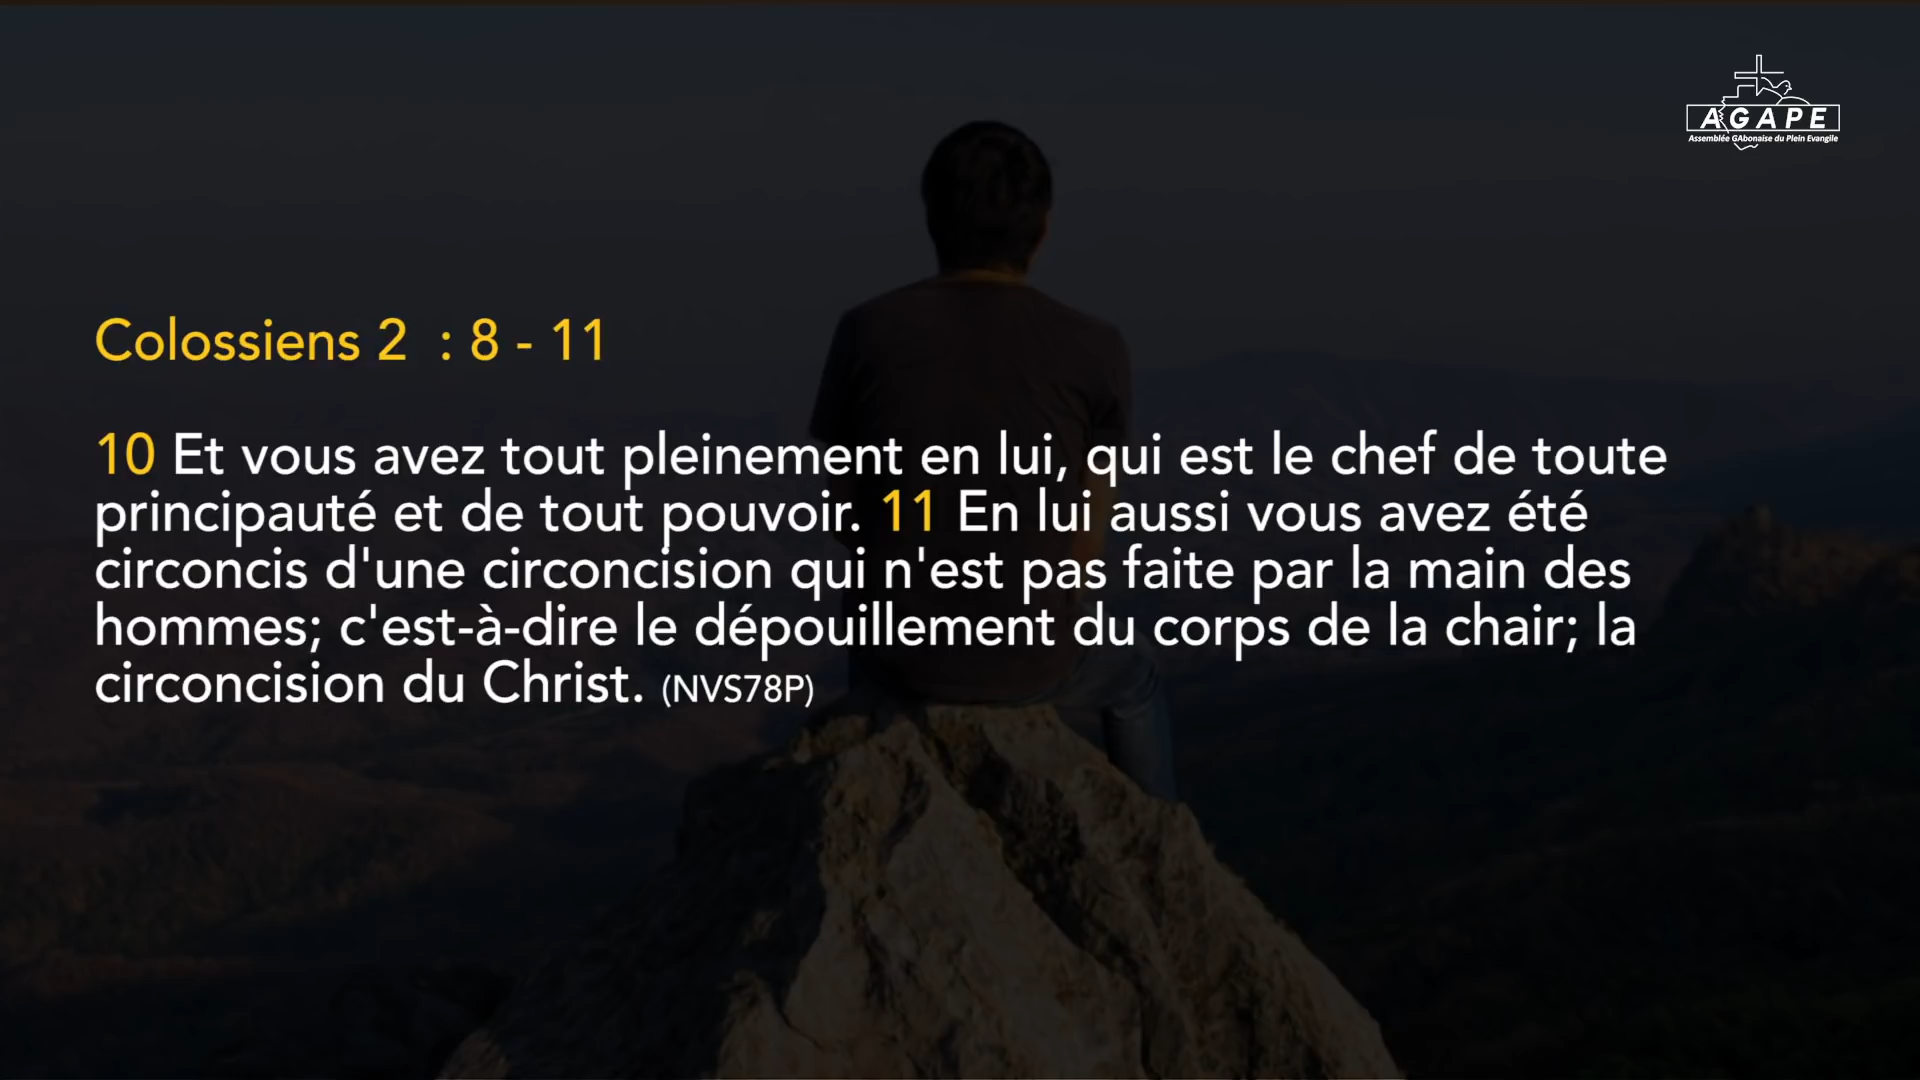 AGAPE
Assemblée GAbonaise du Plein Evangile
Colossiens 2  : 8 - 11
10 Et vous avez tout pleinement en lui, qui est le chef de toute
principauté et de tout pouvoir. 11 En lui aussi vous avez été
circoncis d'une circoncision qui n'est pas faite par la main des
hommes; c'est-à-dire le dépouillement du corps de la chair; la
circoncision du Christ. (NVS78P)